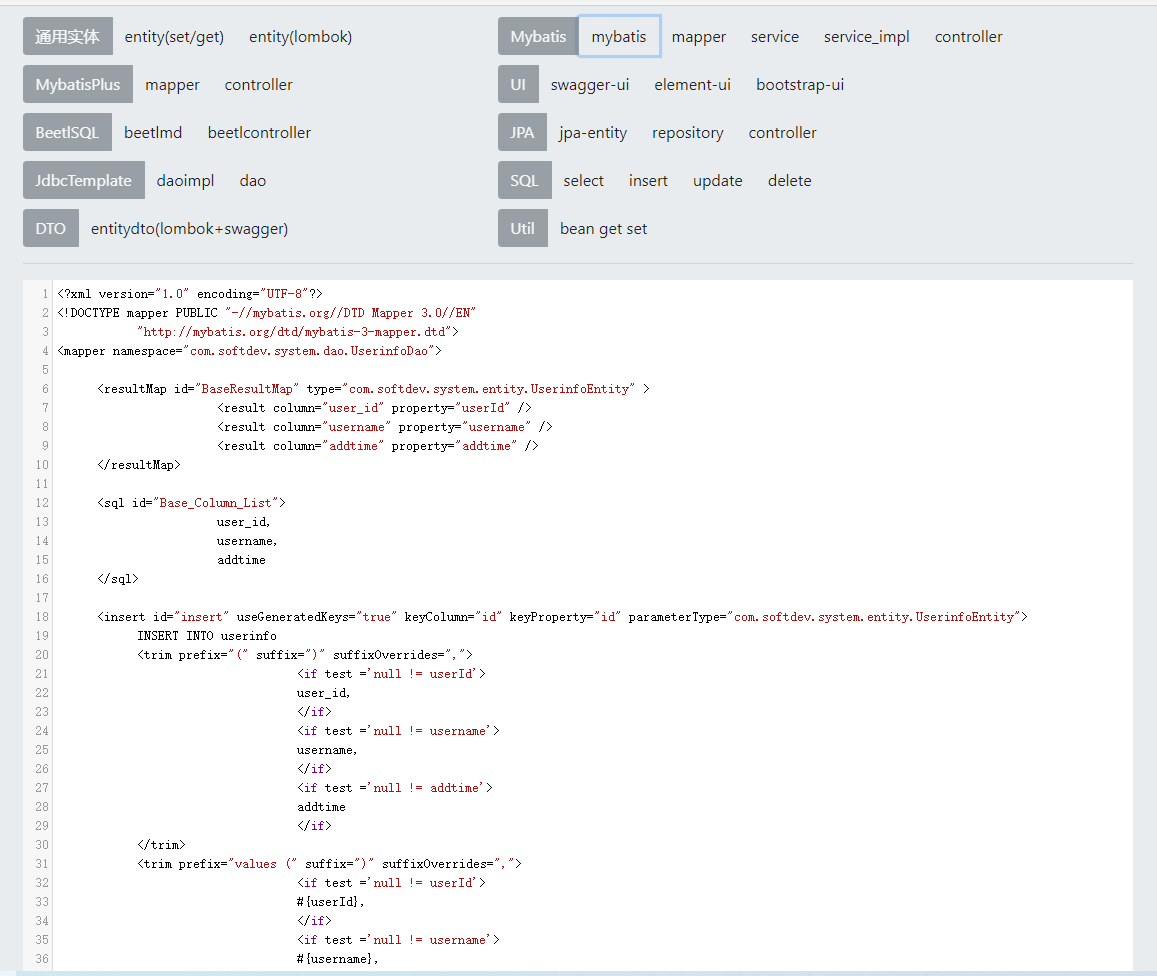 通用实体 entity(set/get) entity(lombok) Mybatis mybatis mapper service service_impl controller
MybatisPlus mapper controller UI swagger-ui element-ui bootstrap-ui
BeetlSQL beetlmd beetlcontroller JPA jpa-entity repository controller
JdbcTemplate daoimpl dao SQL select insert update delete
DTO entitydto(lombok+swagger) Util bean get set
1 <?xml version="1.0" encoding="UTF-8"?>
2 <!DOCTYPE mapper PUBLIC "-//mybatis.org//DTD Mapper 3.0//EN"
3 "http://mybatis.org/dtd/mybatis-3-mapper.dtd">
4 <mapper namespace="com.softdev.system.dao.UserinfoDao">
5
6 <resultMap id="BaseResultMap" type="com.softdev.system.entity.UserinfoEntity" >
7 <result column="user_id" property="userId" />
8 <result column="username" property="username" />
9 <result column="addtime" property="addtime" />
10 </resultMap>
11
12 <sql id="Base_Column_List">
13 user_id,
14 username,
15 addtime
16 </sql>
17
18 <insert id="insert" useGeneratedKeys="true" keyColumn="id" keyProperty="id" parameterType="com.softdev.system.entity.UserinfoEntity">
19 INSERT INTO userinfo
20 <trim prefix="(" suffix=")" suffixOverrides=",">
21 <if test ='null != userId'>
22 user_id,
23 </if>
24 <if test ='null != username'>
25 username,
26 </if>
27 <if test ='null != addtime'>
28 addtime
29 </if>
30 </trim>
31 <trim prefix="values (" suffix=")" suffixOverrides=",">
32 <if test ='null != userId'>
33 #{userId},
34 </if>
35 <if test ='null != username'>
36 #{username},